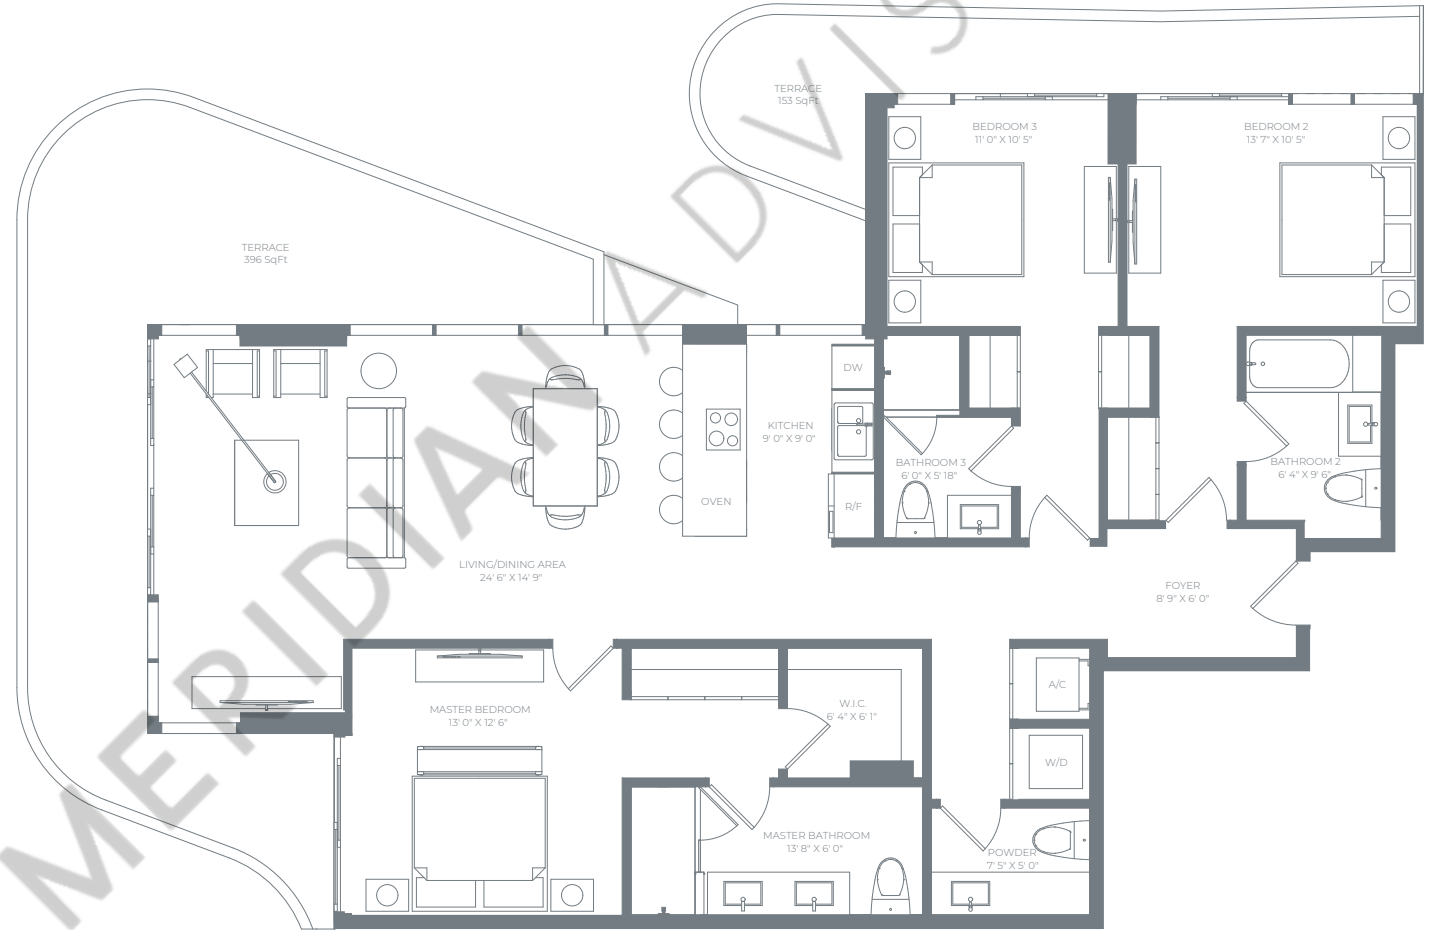 TERRACE
153 SqFt
BEDROOM 3
11' 0" X 10' 5"
BEDROOM 2
13' 7" X 10' 5"
TERRACE
396 SqFt
DW
KITCHEN
9' 0" X 9' 0"
BATHROOM 3
6' 0" X 5' 18"
BATHROOM 2
6' 4" X 9' 6"
OVEN
R/F
LIVING/DINING AREA
24' 6" X 14' 9"
FOYER
8' 9" X 6' 0"
A/C
MASTER BEDROOM
13' 0" X 12' 6"
W.I.C.
6' 4" X 6' 1"
W/D
MASTER BATHROOM
13' 8" X 6' 0"
POWDER
7' 5" X 5' 0"
MERIDIAN ADVIS